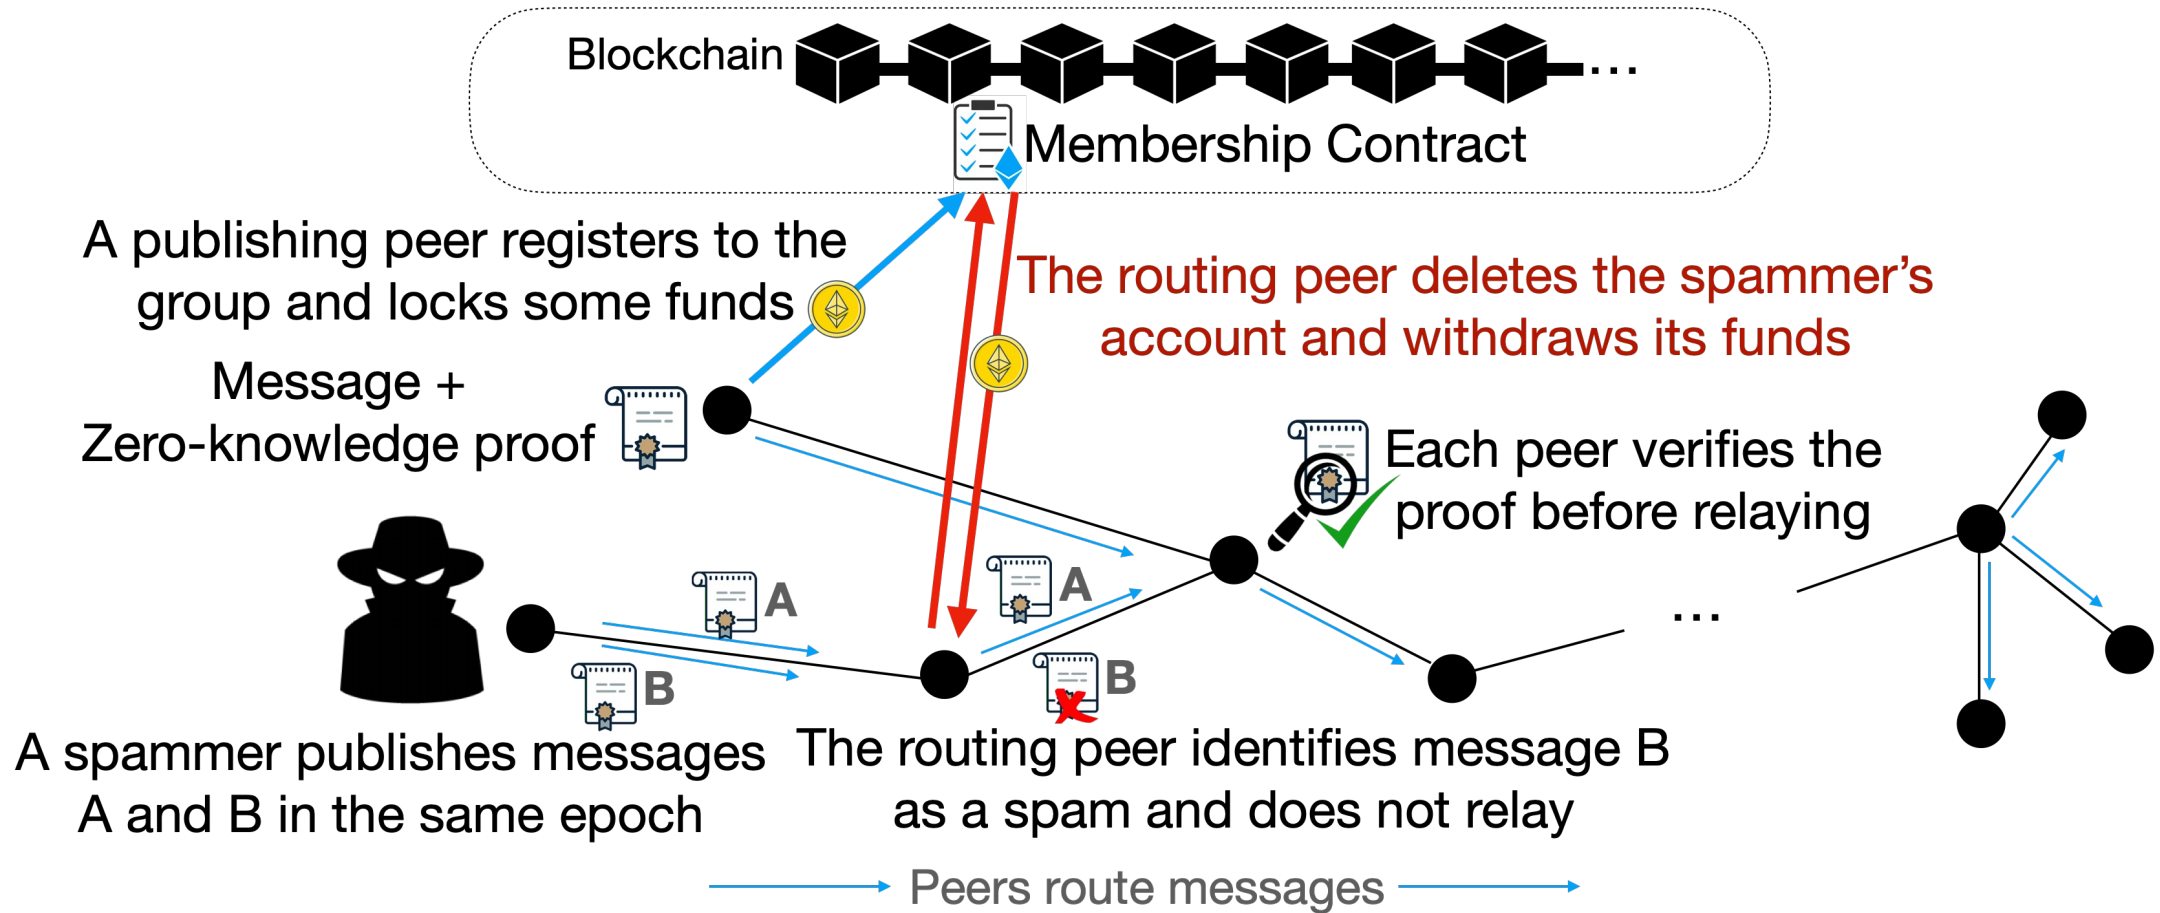 Blockchain
...
Membership Contract
A publishing peer registers to the
group and locks some funds
The routing peer deletes the spammer’s
account and withdraws its funds
Message +
Zero-knowledge proof
Each peer verifies the
proof before relaying
A
A
B
B
...
A spammer publishes messages
A and B in the same epoch
The routing peer identifies message B
as a spam and does not relay
Peers route messages